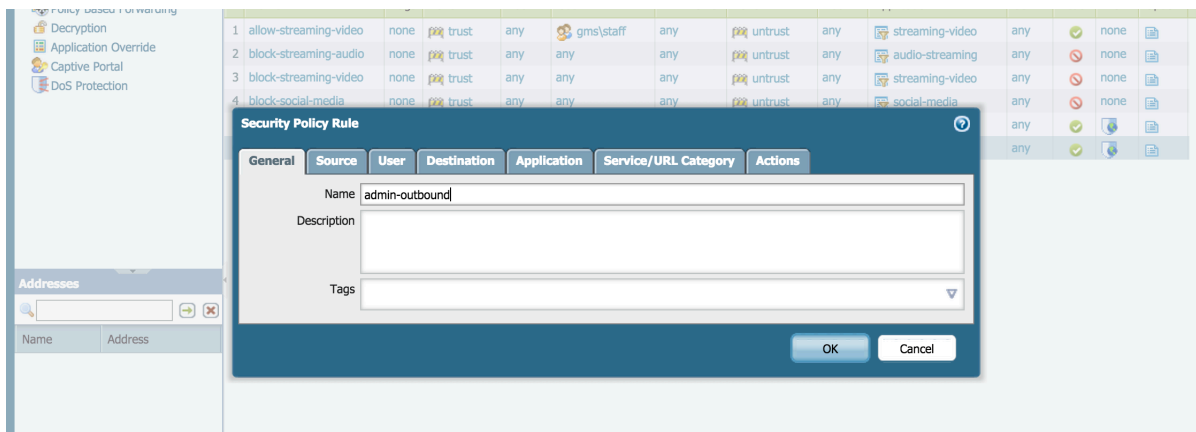 Policy Based Forwarding
Decryption
Application Override
Captive Portal
DoS Protection
1 allow-streaming-video none trust any gms\staff any untrust any streaming-video any none
2 block-streaming-audio none trust any any any untrust any audio-streaming any none
3 block-streaming-video none trust any any any untrust any streaming-video any none
4 block-social-media none trust any any any untrust any social-media any none
any
any
Security Policy Rule
General Source User Destination Application Service/URL Category Actions
Name admin-outbound
Description
Tags
OK Cancel
Addresses
Name Address